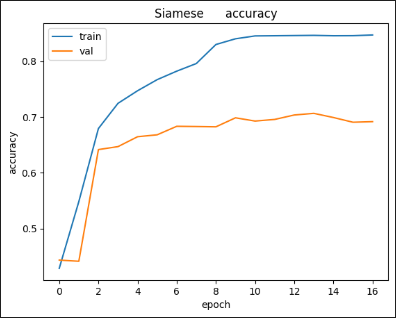 Siamese accuracy
train
val
0.8
0.7
0.6
0.5
accuracy
0 2 4 6 8 10 12 14 16
epoch